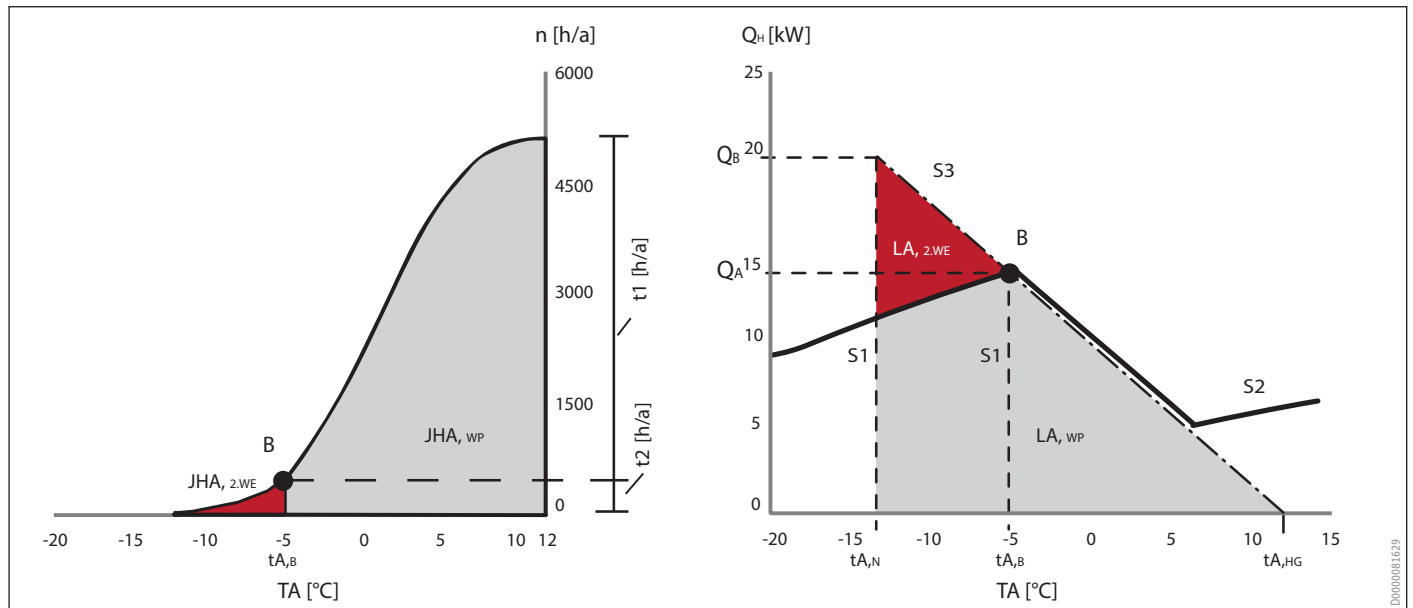 n [h/a]
6000
4500
3000
1500
0
t1 [h/a]
t2 [h/a]
B
JHA, WP
JHA, 2.WE
-20
-15
-10
-5
0
5
10
12
tA,B
TA [°C]
QH [kW]
25
QB 20
QA 15
10
5
0
S3
B
LA, 2.WE
S1
S1
S2
LA, WP
-20
-15
-10
-5
0
5
10
15
tA,N
tA,B
tA,HG
TA [°C]
D0000081629